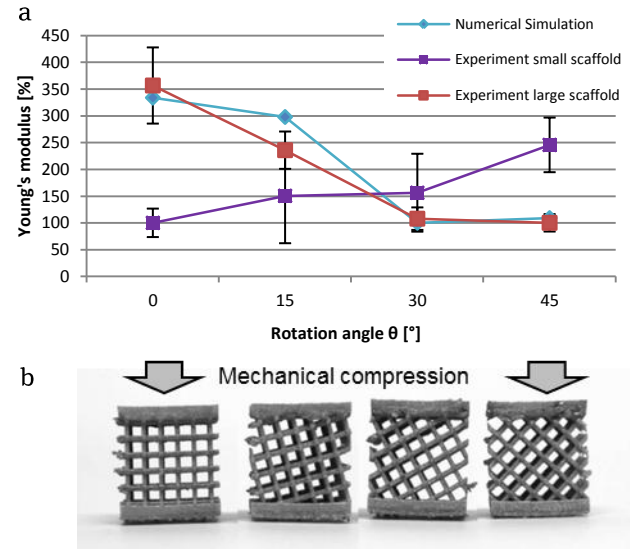 a
Numerical Simulation
Experiment small scaffold
Experiment large scaffold
Young's modulus [%]
450
400
350
300
250
200
150
100
50
0
0 15 30 45
Rotation angle θ [°]
b
Mechanical compression